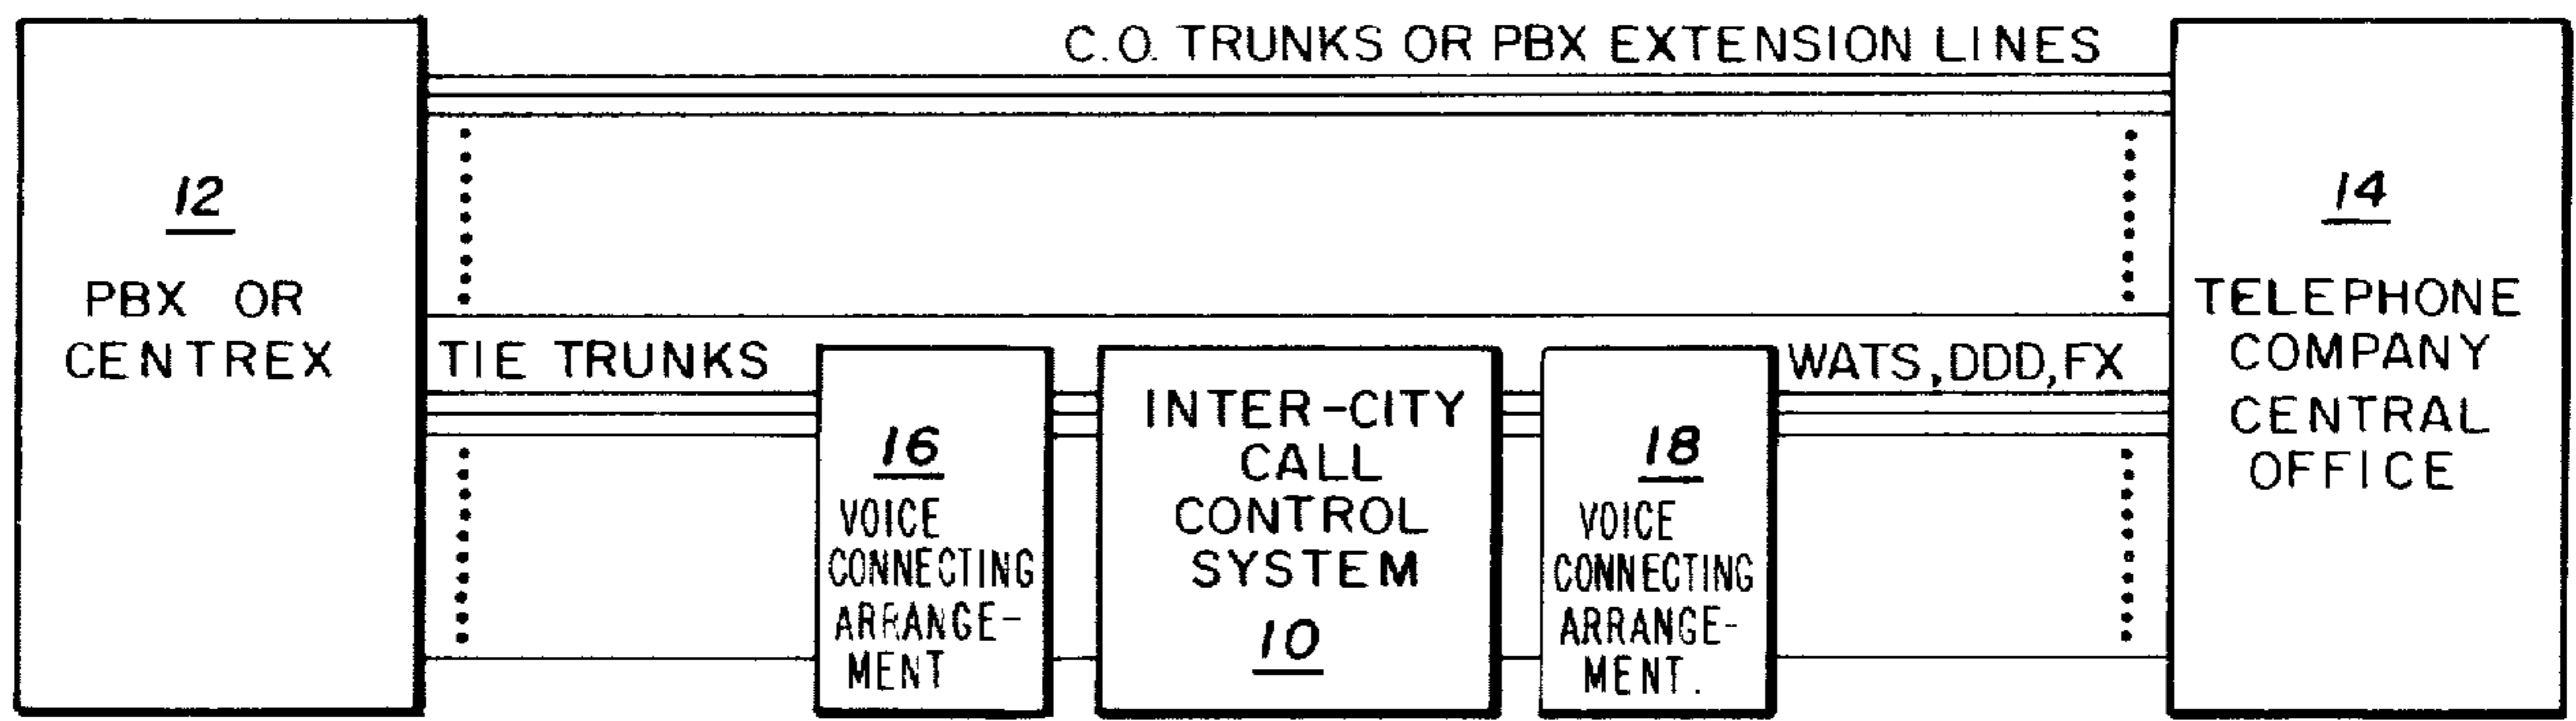 C.O. TRUNKS OR PBX EXTENSION LINES
12
PBX OR
CENTREX
TIE TRUNKS
16
VOICE
CONNECTING
ARRANGE-
MENT
INTER-CITY
CALL
CONTROL
SYSTEM
10
18
VOICE
CONNECTING
ARRANGE-
MENT.
WATS,DDD,FX
14
TELEPHONE
COMPANY
CENTRAL
OFFICE